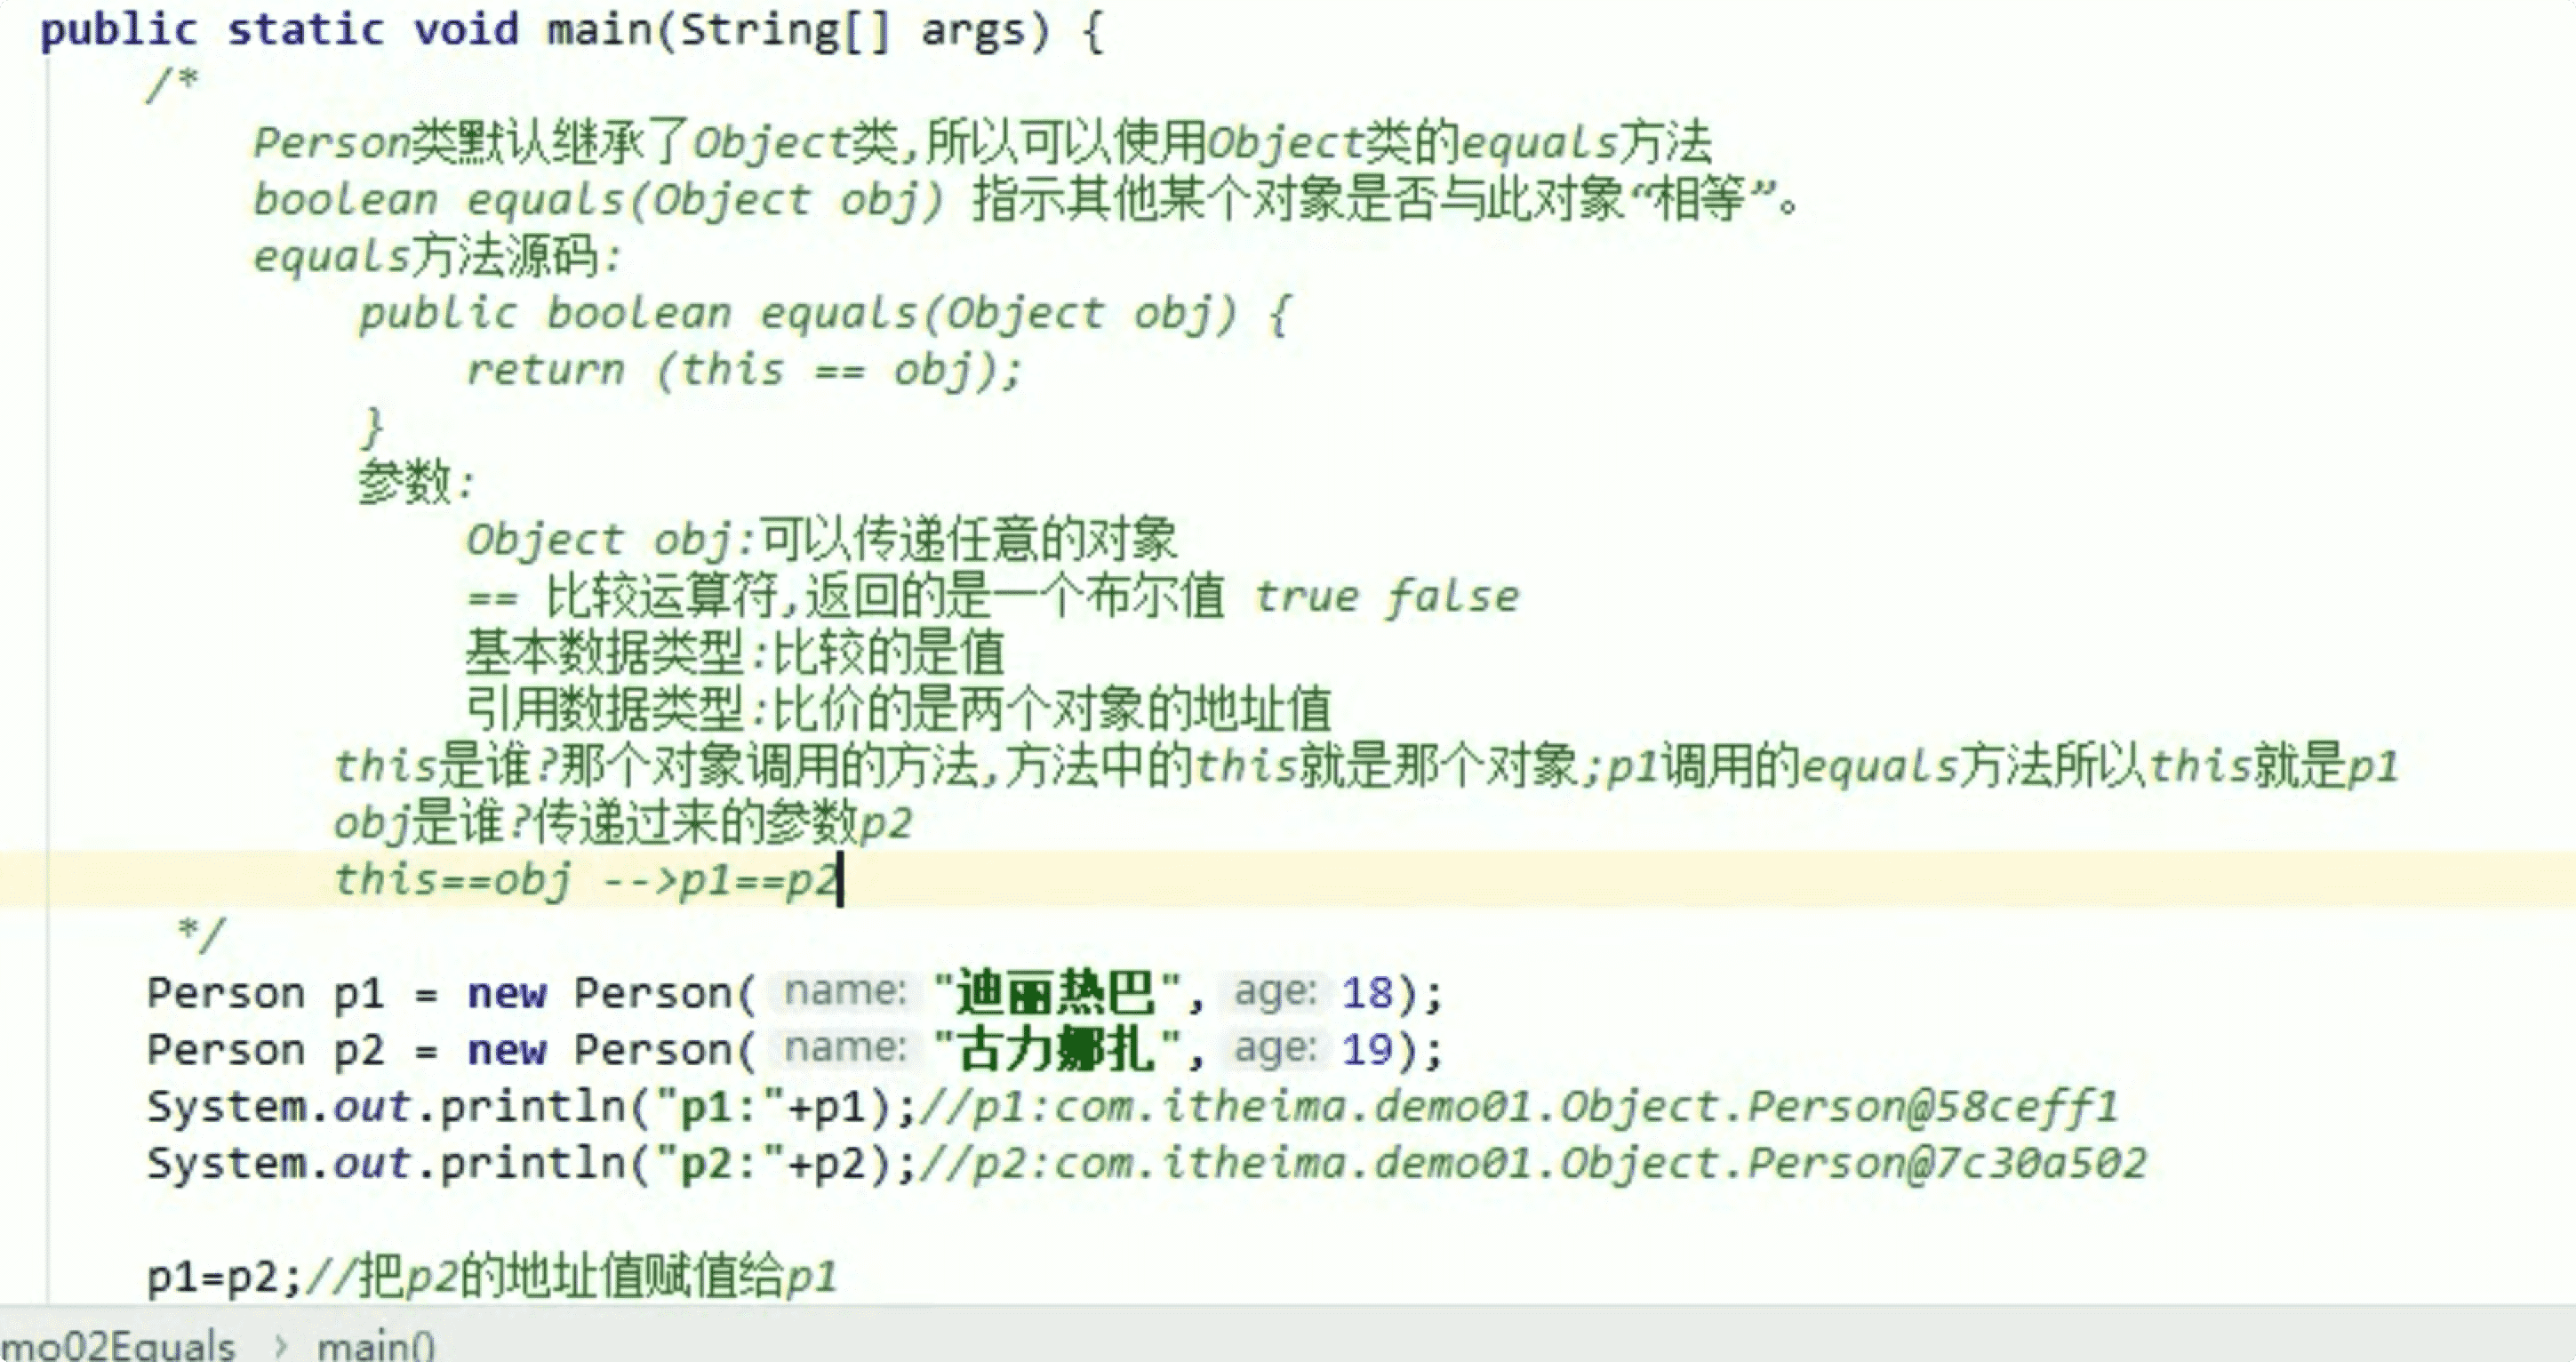 public static void main(String[] args) {
/*
Person类默认继承了Object类,所以可以使用Object类的equals方法
boolean equals(Object obj) 指示其他某个对象是否与此对象“相等”。
equals方法源码:
public boolean equals(Object obj) {
return (this == obj);
}
参数:
Object obj:可以传递任意的对象
== 比较运算符,返回的是一个布尔值 true false
基本数据类型:比较的是值
引用数据类型:比价的是两个对象的地址值
this是谁?那个对象调用的方法,方法中的this就是那个对象;p1调用的equals方法所以this就是p1
obj是谁?传递过来的参数p2
this==obj -->p1==p2
*/
Person p1 = new Person( name: "迪丽热巴", age: 18);
Person p2 = new Person( name: "古力娜扎", age: 19);
System.out.println("p1:"+p1);//p1:com.itheima.demo01.Object.Person@58ceff1
System.out.println("p2:"+p2);//p2:com.itheima.demo01.Object.Person@7c30a502
p1=p2;//把p2的地址值赋值给p1
mo02Equals › main()